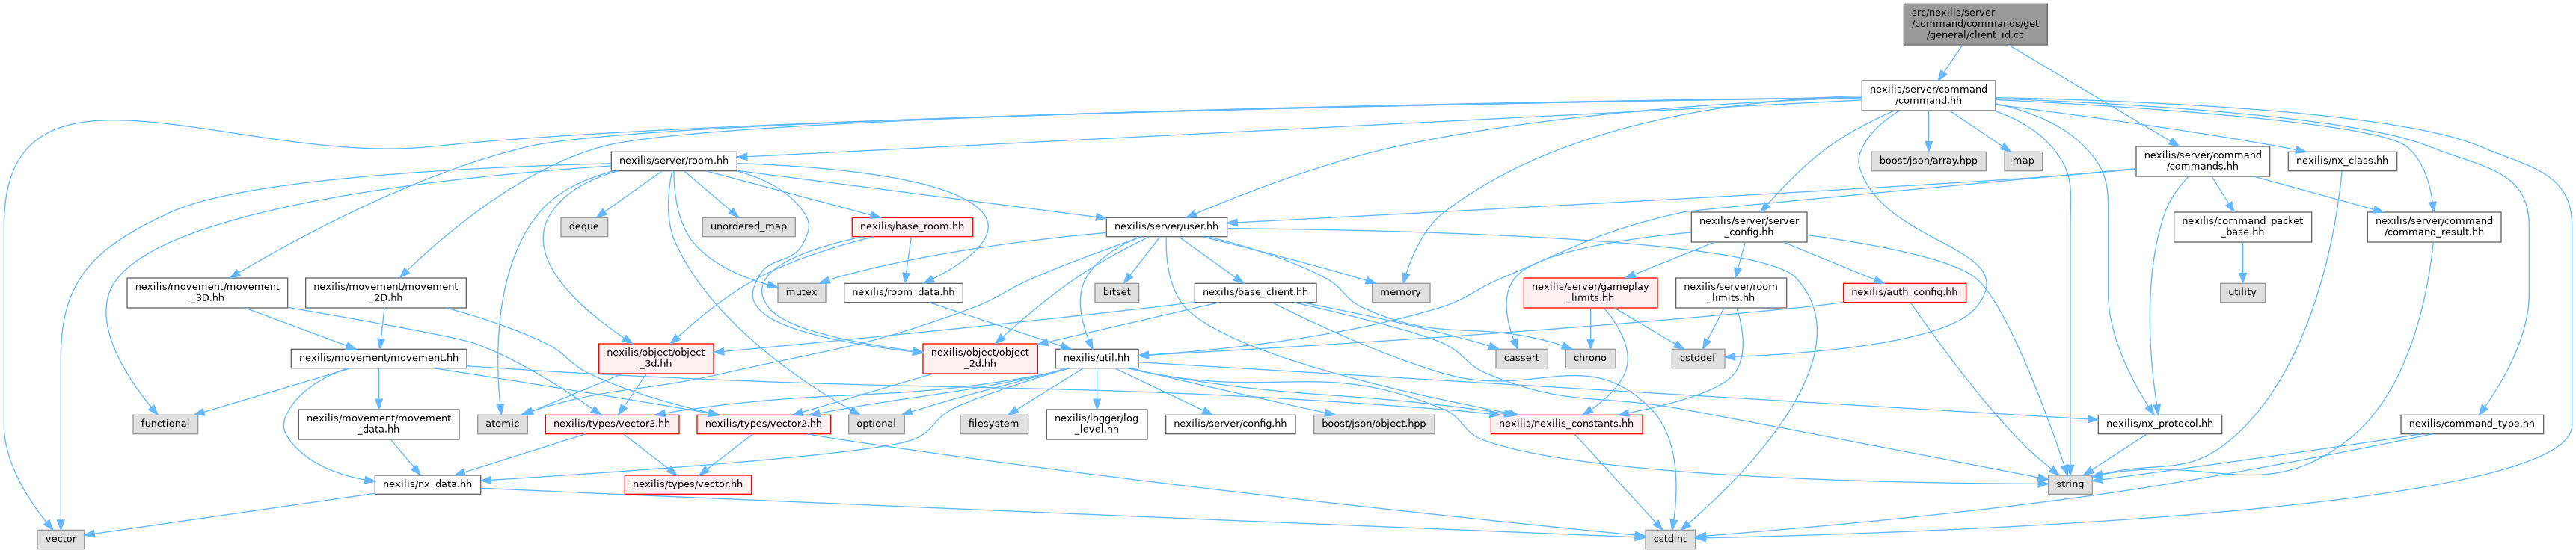 src/nexilis/server
/command/commands/get
/general/client_id.cc
nexilis/server/command
/command.hh
nexilis/server/room.hh
boost/json/array.hpp
map
nexilis/server/command
/commands.hh
nexilis/nx_class.hh
deque
unordered_map
nexilis/base_room.hh
nexilis/server/user.hh
nexilis/server/server
_config.hh
nexilis/command_packet
_base.hh
nexilis/server/command
/command_result.hh
nexilis/movement/movement
_3D.hh
nexilis/movement/movement
_2D.hh
mutex
nexilis/room_data.hh
bitset
nexilis/base_client.hh
memory
nexilis/server/gameplay
_limits.hh
nexilis/server/room
_limits.hh
nexilis/auth_config.hh
utility
nexilis/movement/movement.hh
nexilis/object/object
_3d.hh
nexilis/object/object
_2d.hh
nexilis/util.hh
cassert
chrono
cstddef
functional
nexilis/movement/movement
_data.hh
atomic
nexilis/types/vector3.hh
nexilis/types/vector2.hh
optional
filesystem
nexilis/logger/log
_level.hh
nexilis/server/config.hh
boost/json/object.hpp
nexilis/nexilis_constants.hh
nexilis/nx_protocol.hh
nexilis/command_type.hh
nexilis/nx_data.hh
nexilis/types/vector.hh
string
vector
cstdint